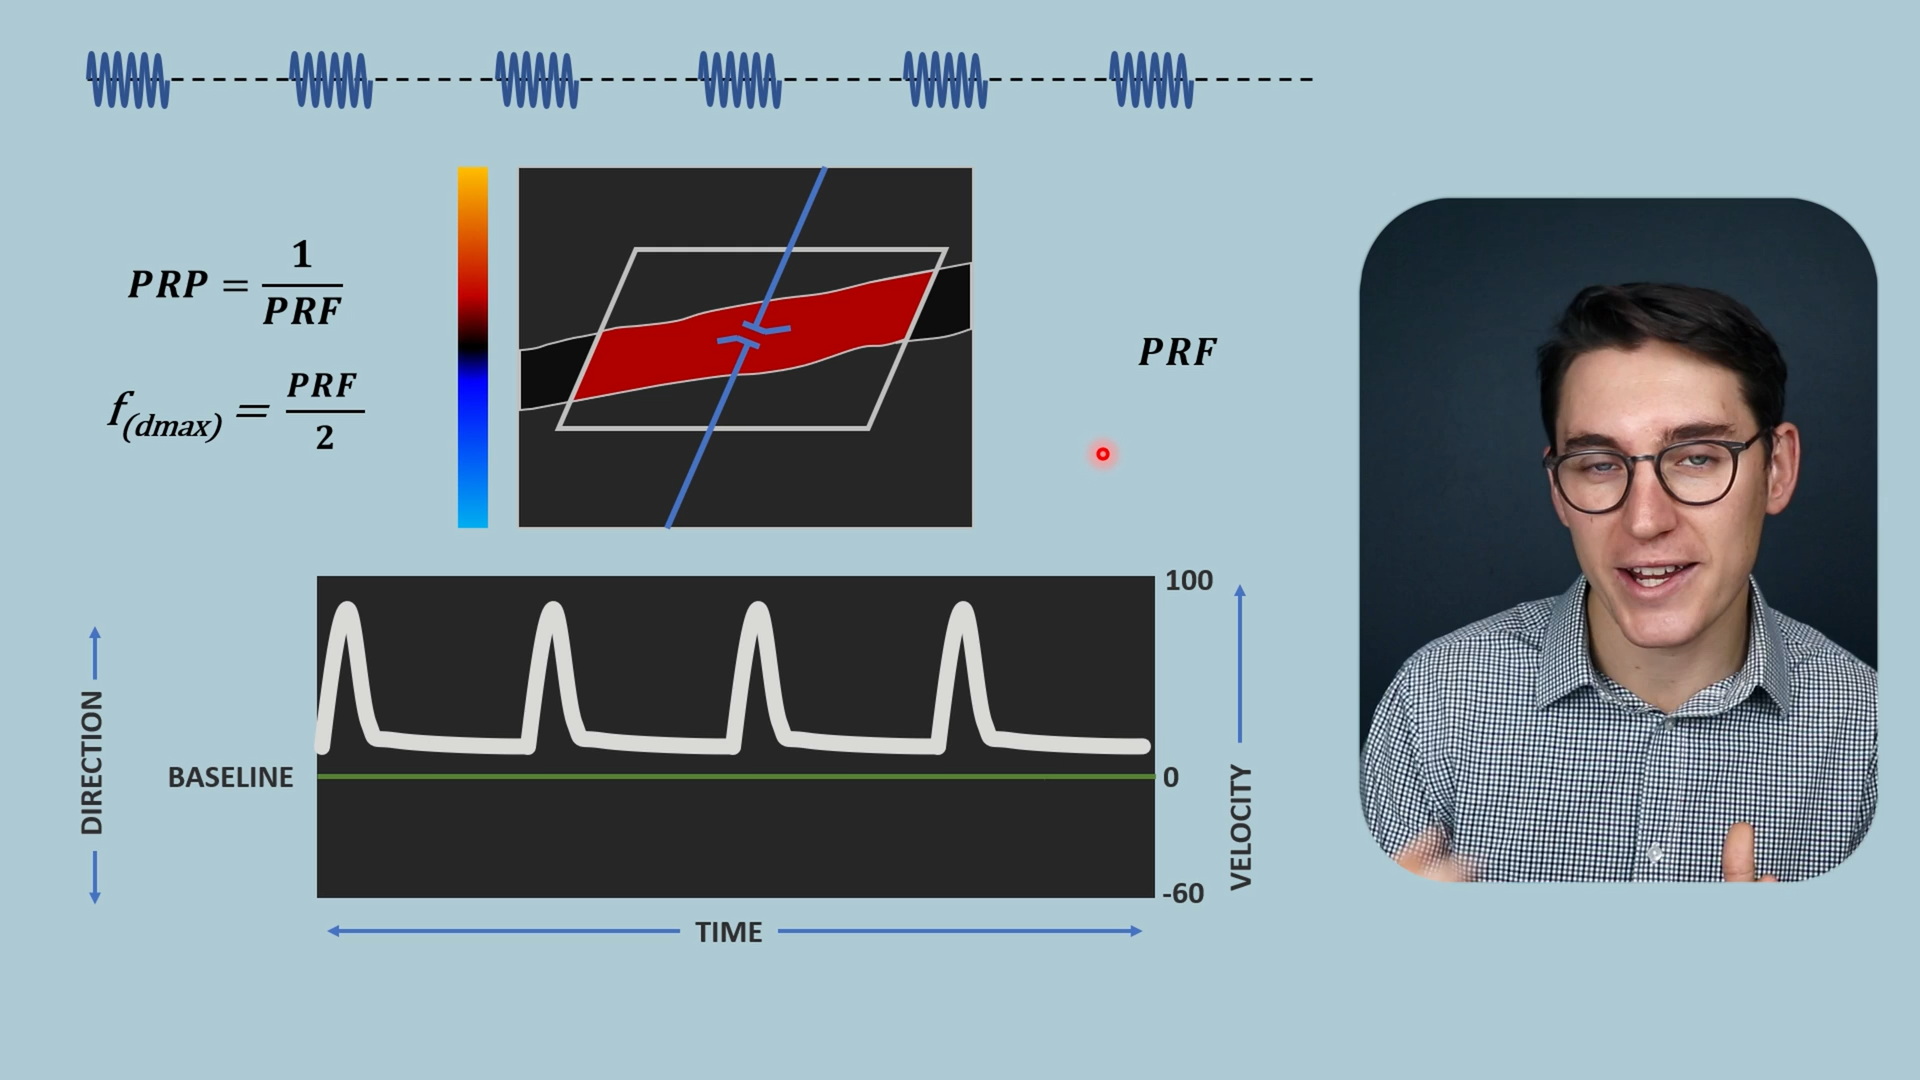 PRP = 1/PRF
f(dmax) = PRF/2
PRF
100
DIRECTION
BASELINE
0
VELOCITY
-60
TIME